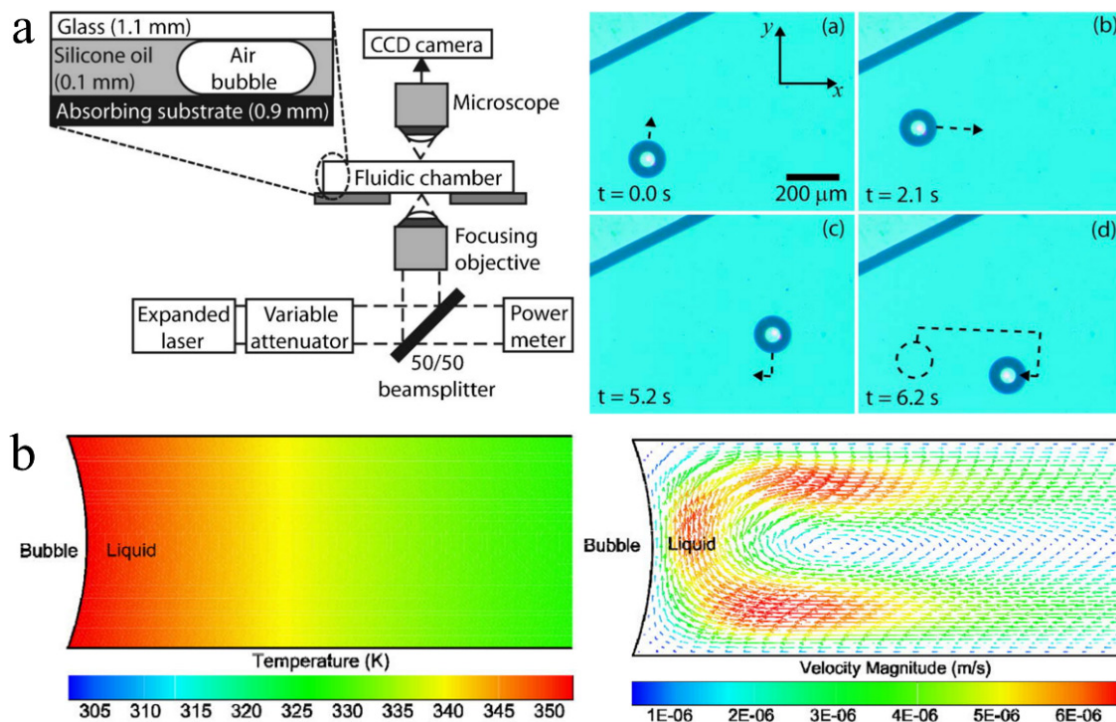 a
Glass (1.1 mm)
Silicone oil
(0.1 mm)
Air
bubble
Absorbing substrate (0.9 mm)
CCD camera
Microscope
Fluidic chamber
Focusing
objective
Expanded
laser
Variable
attenuator
Power
meter
50/50
beamsplitter
(a)
y
x
t = 0.0 s
200 μm
(b)
t = 2.1 s
(c)
t = 5.2 s
(d)
t = 6.2 s
b
Bubble
Liquid
Temperature (K)
305 310 315 320 325 330 335 340 345 350
Bubble
Liquid
Velocity Magnitude (m/s)
1E-06 2E-06 4E-06 5E-06 6E-06